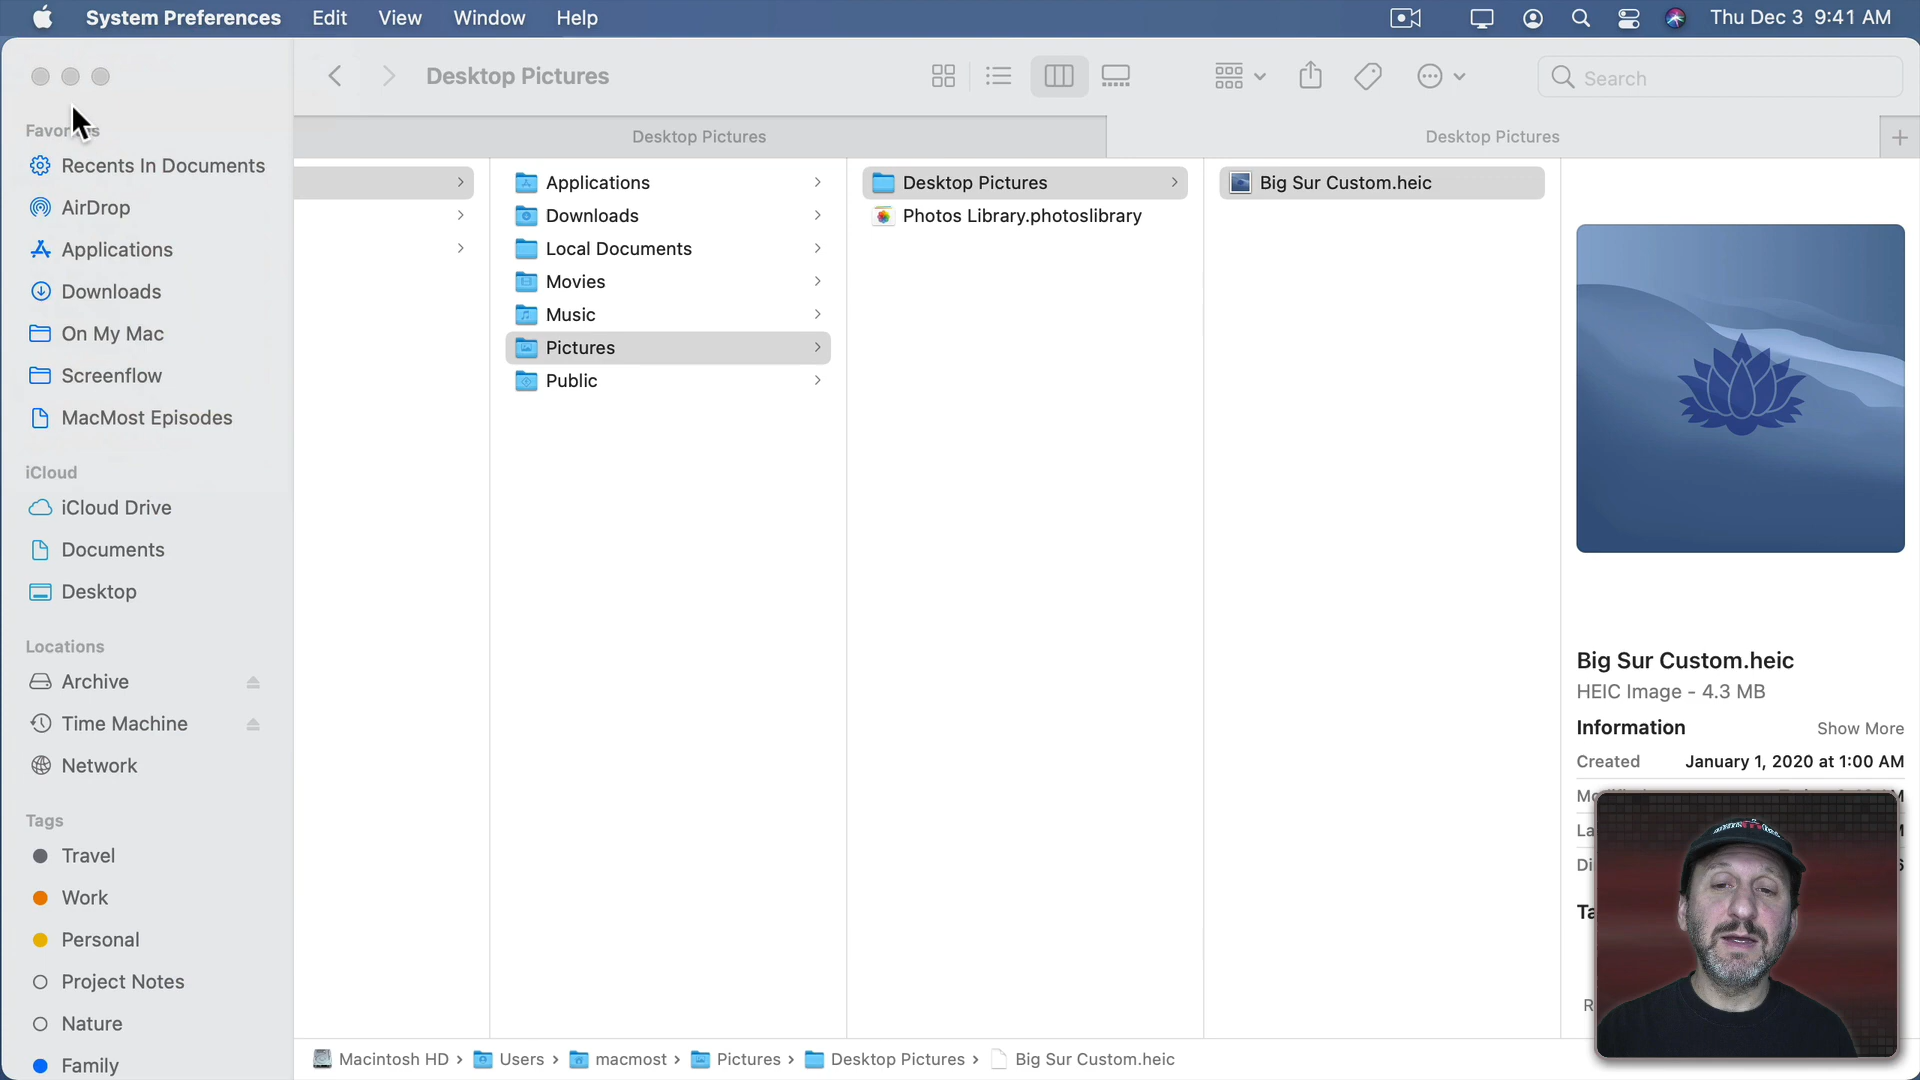 System Preferences Edit View Window Help Thu Dec 3 9:41 AM
Desktop Pictures
Search
Desktop Pictures
Desktop Pictures
Favorites
Recents In Documents
AirDrop
Applications
Downloads
On My Mac
Screenflow
MacMost Episodes
iCloud
iCloud Drive
Documents
Desktop
Locations
Archive
Time Machine
Network
Tags
Travel
Work
Personal
Project Notes
Nature
Family
Applications
Downloads
Local Documents
Movies
Music
Pictures
Public
Desktop Pictures
Photos Library.photoslibrary
Big Sur Custom.heic
Big Sur Custom.heic
HEIC Image - 4.3 MB
Information Show More
Created January 1, 2020 at 1:00 AM
Macintosh HD › Users › macmost › Pictures › Desktop Pictures › Big Sur Custom.heic